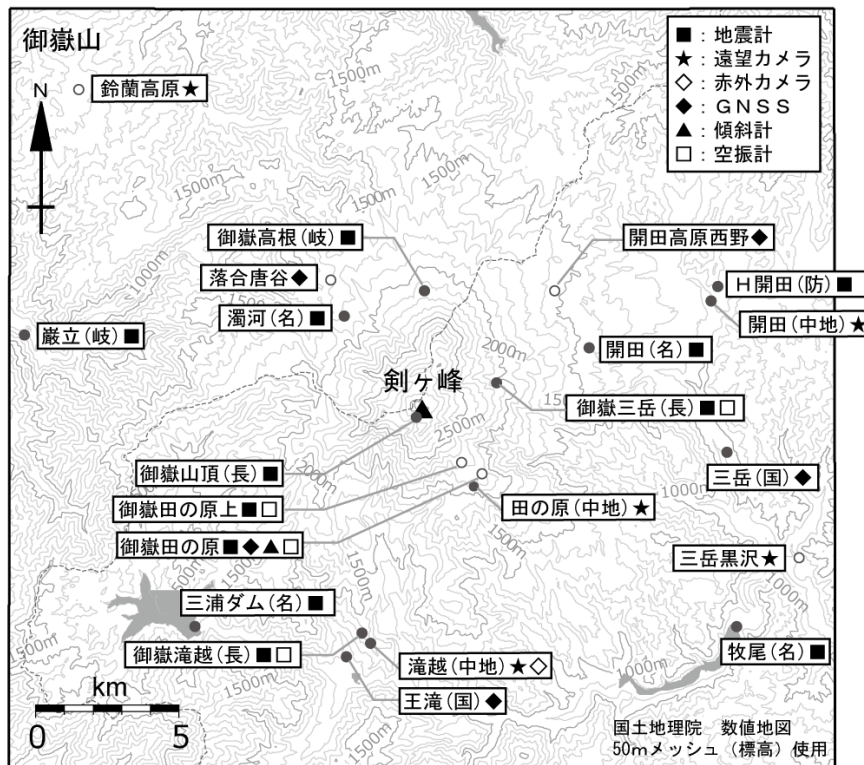 御嶽山
■：地震計
★：遠望カメラ
◇：赤外カメラ
◆：ＧＮＳＳ
▲：傾斜計
□：空振計
N
鈴蘭高原★
1500m
1500m
1500m
1500m
1500m
1000m
御嶽高根(岐)■
開田高原西野◆
落合唐谷◆
Ｈ開田(防)■
濁河(名)■
開田(中地)★
巌立(岐)■
開田(名)■
2000m
剣ヶ峰
御嶽三岳(長)■□
2500m
御嶽山頂(長)■
2000m
三岳(国)◆
1000m
御嶽田の原上■□
田の原(中地)★
御嶽田の原■◆▲□
1500m
三岳黒沢★
1500m
1500m
1500m
1000m
三浦ダム(名)■
御嶽滝越(長)■□
滝越(中地)★◇
牧尾(名)■
1000m
1500m
王滝(国)◆
km
0 5
1500m
国土地理院 数値地図
50mメッシュ（標高）使用